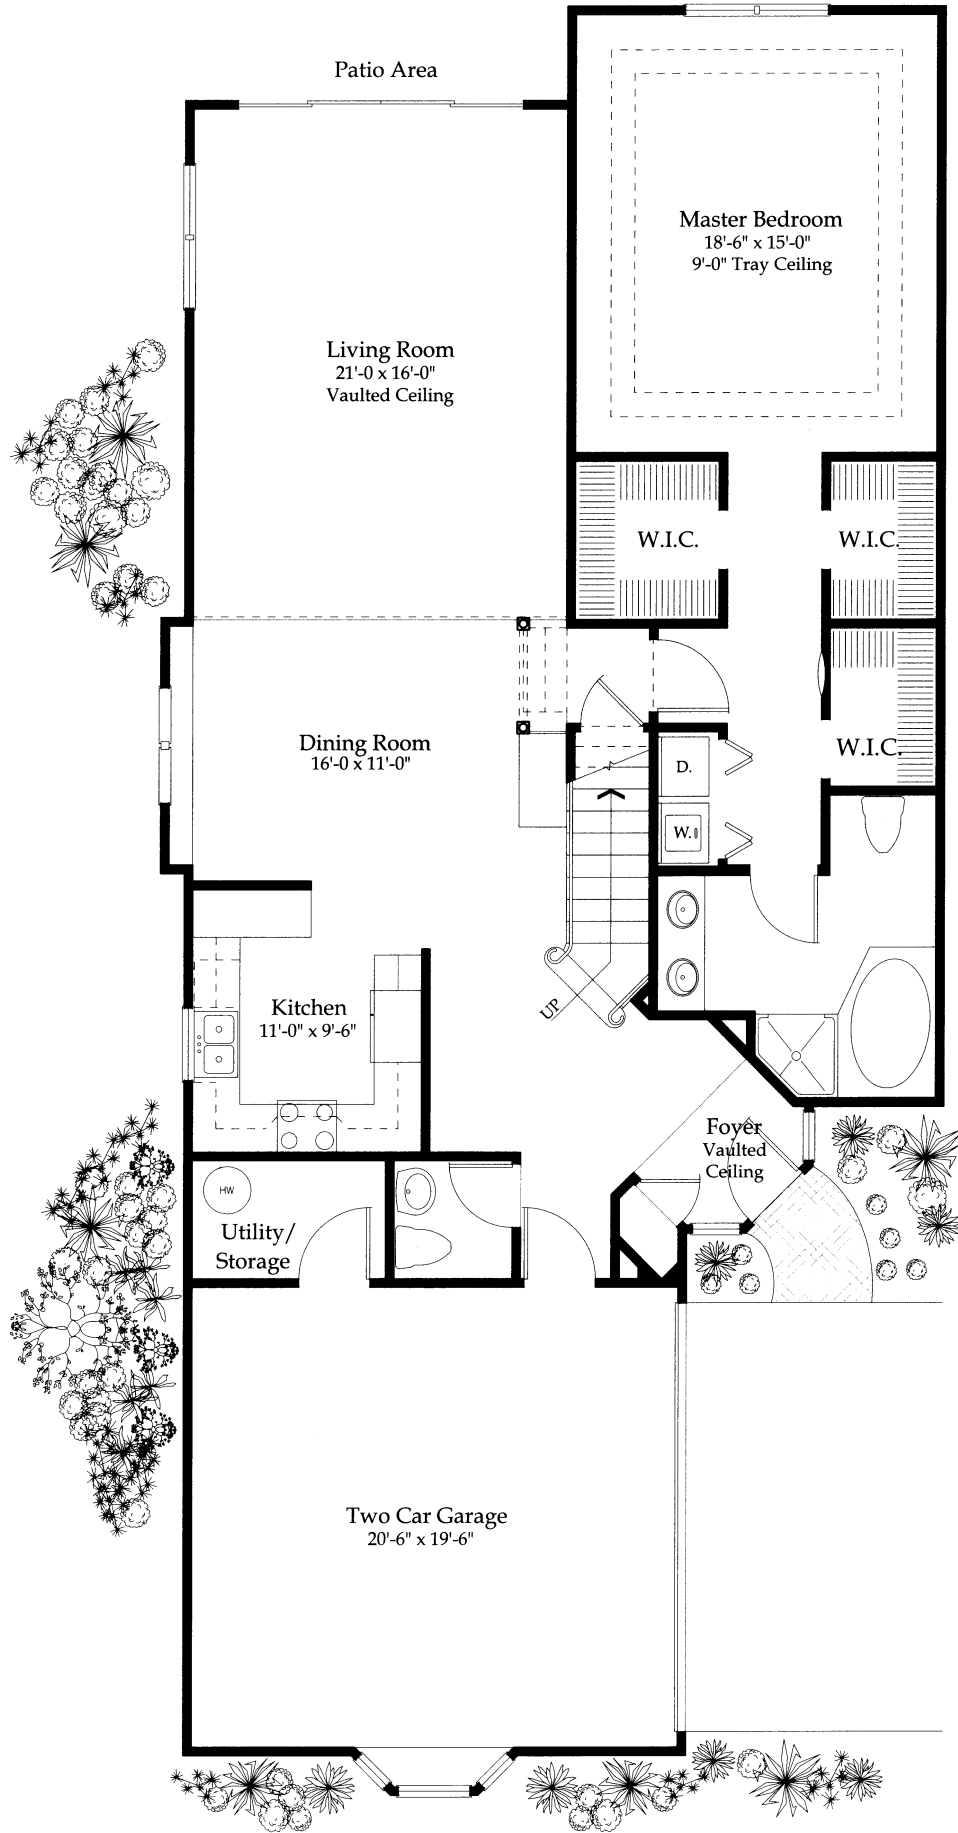 Patio Area
Master Bedroom
18'-6" x 15'-0"
9'-0" Tray Ceiling
Living Room
21'-0 x 16'-0"
Vaulted Ceiling
W.I.C.
W.I.C.
Dining Room
16'-0 x 11'-0"
W.I.C.
D.
W.
Kitchen
11'-0" x 9'-6"
UP
Foyer
Vaulted
Ceiling
HW
Utility/
Storage
Two Car Garage
20'-6" x 19'-6"